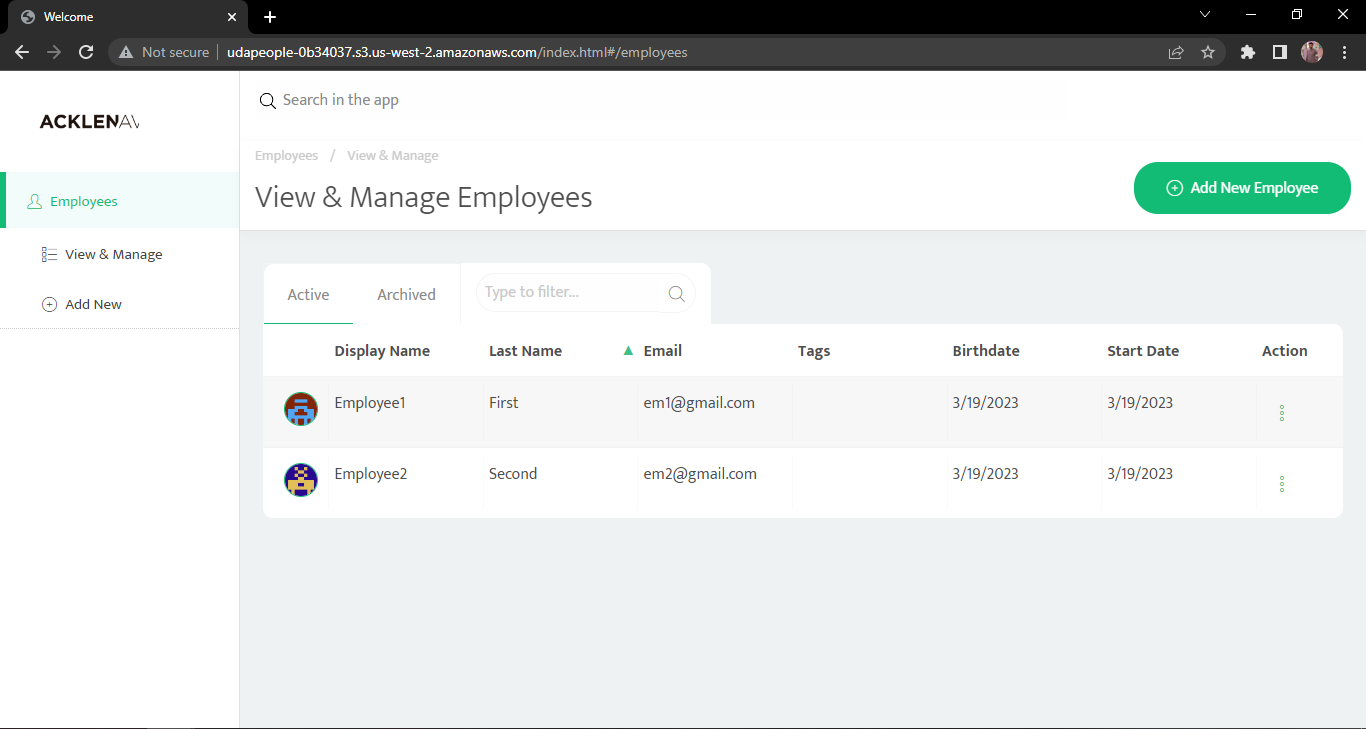 Welcome
Not secure
udapeople-0b34037.s3.us-west-2.amazonaws.com/index.html#/employees
ACKLENAV
Search in the app
Employees / View & Manage
View & Manage Employees
Add New Employee
Employees
View & Manage
Add New
Active Archived Type to filter...
Display Name Last Name Email Tags Birthdate Start Date Action
Employee1 First em1@gmail.com 3/19/2023 3/19/2023
Employee2 Second em2@gmail.com 3/19/2023 3/19/2023